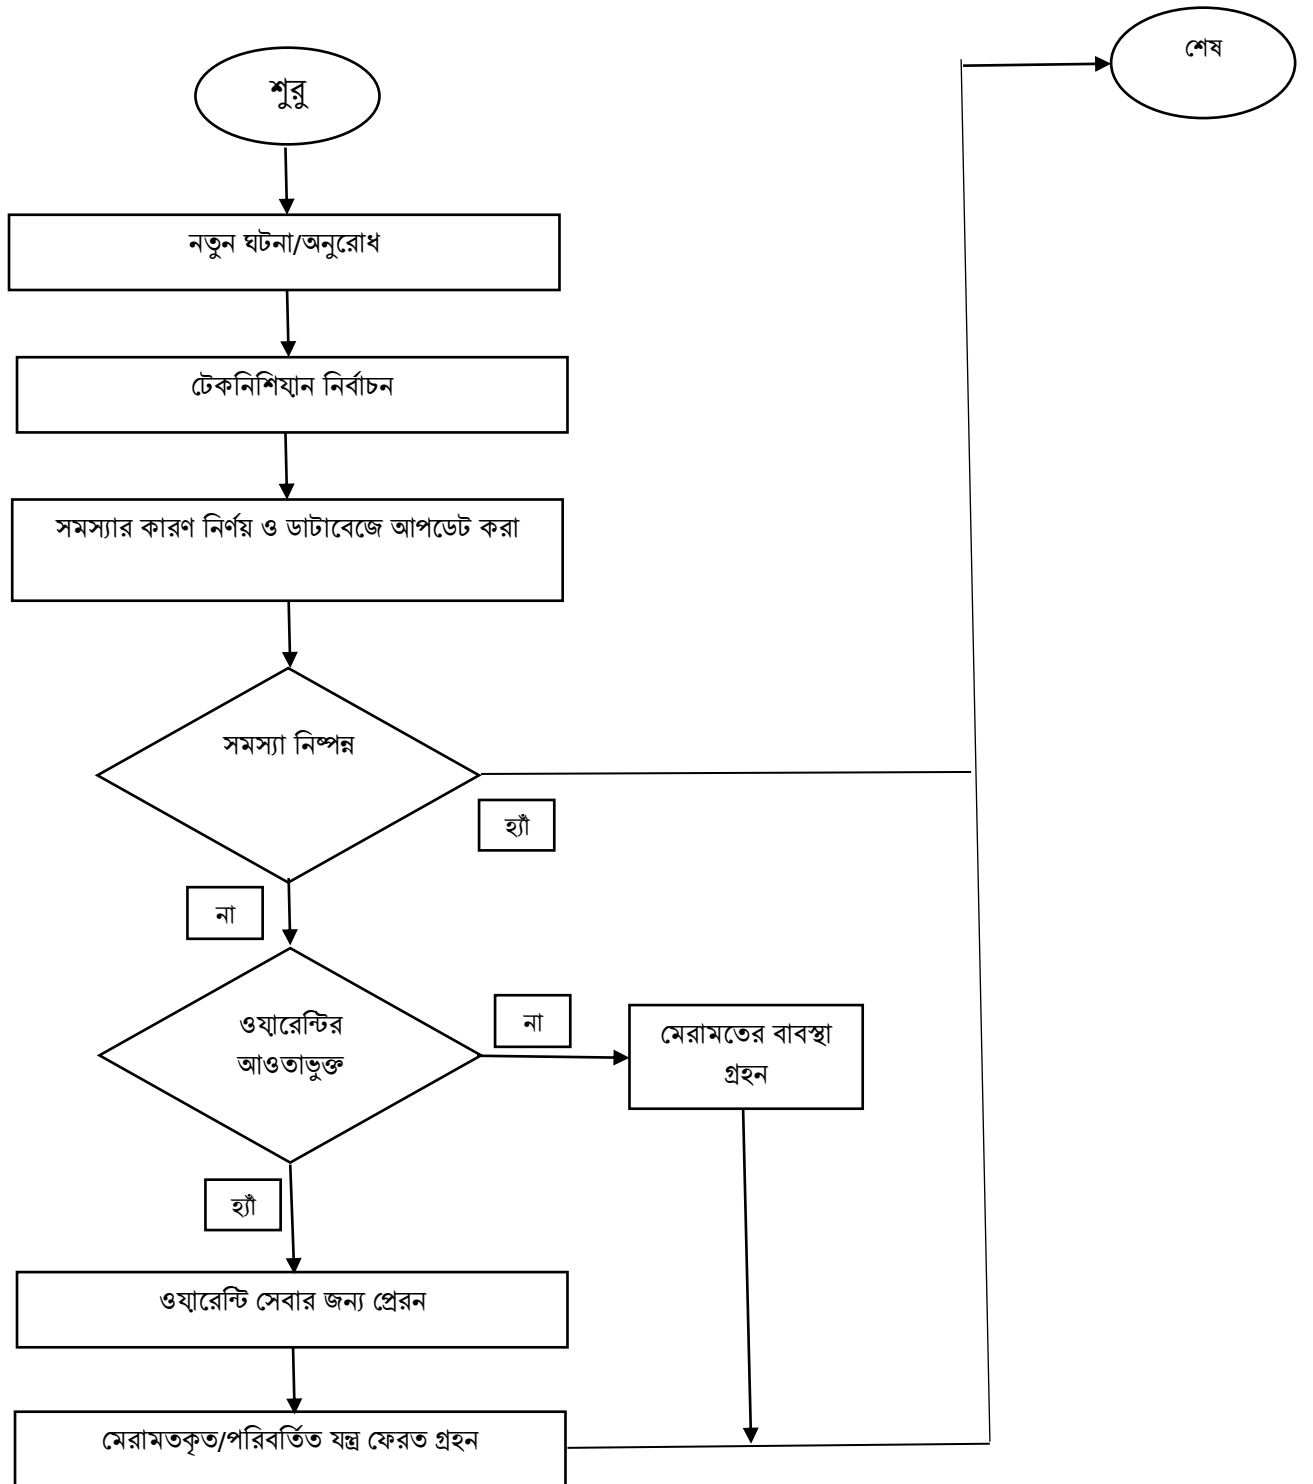 শেষ
শুরু
নতুন ঘটনা/অনুরোধ
টেকনিশিয়ান নির্বাচন
সমস্যার কারণ নির্ণয় ও ডাটাবেজে আপডেট করা
সমস্যা নিষ্পন্ন
হ্যাঁ
না
ওয়ারেন্টির
আওতাভুক্ত
না
মেরামতের বাবস্থা
গ্রহন
হ্যাঁ
ওয়ারেন্টি সেবার জন্য প্রেরন
মেরামতকৃত/পরিবর্তিত যন্ত্র ফেরত গ্রহন